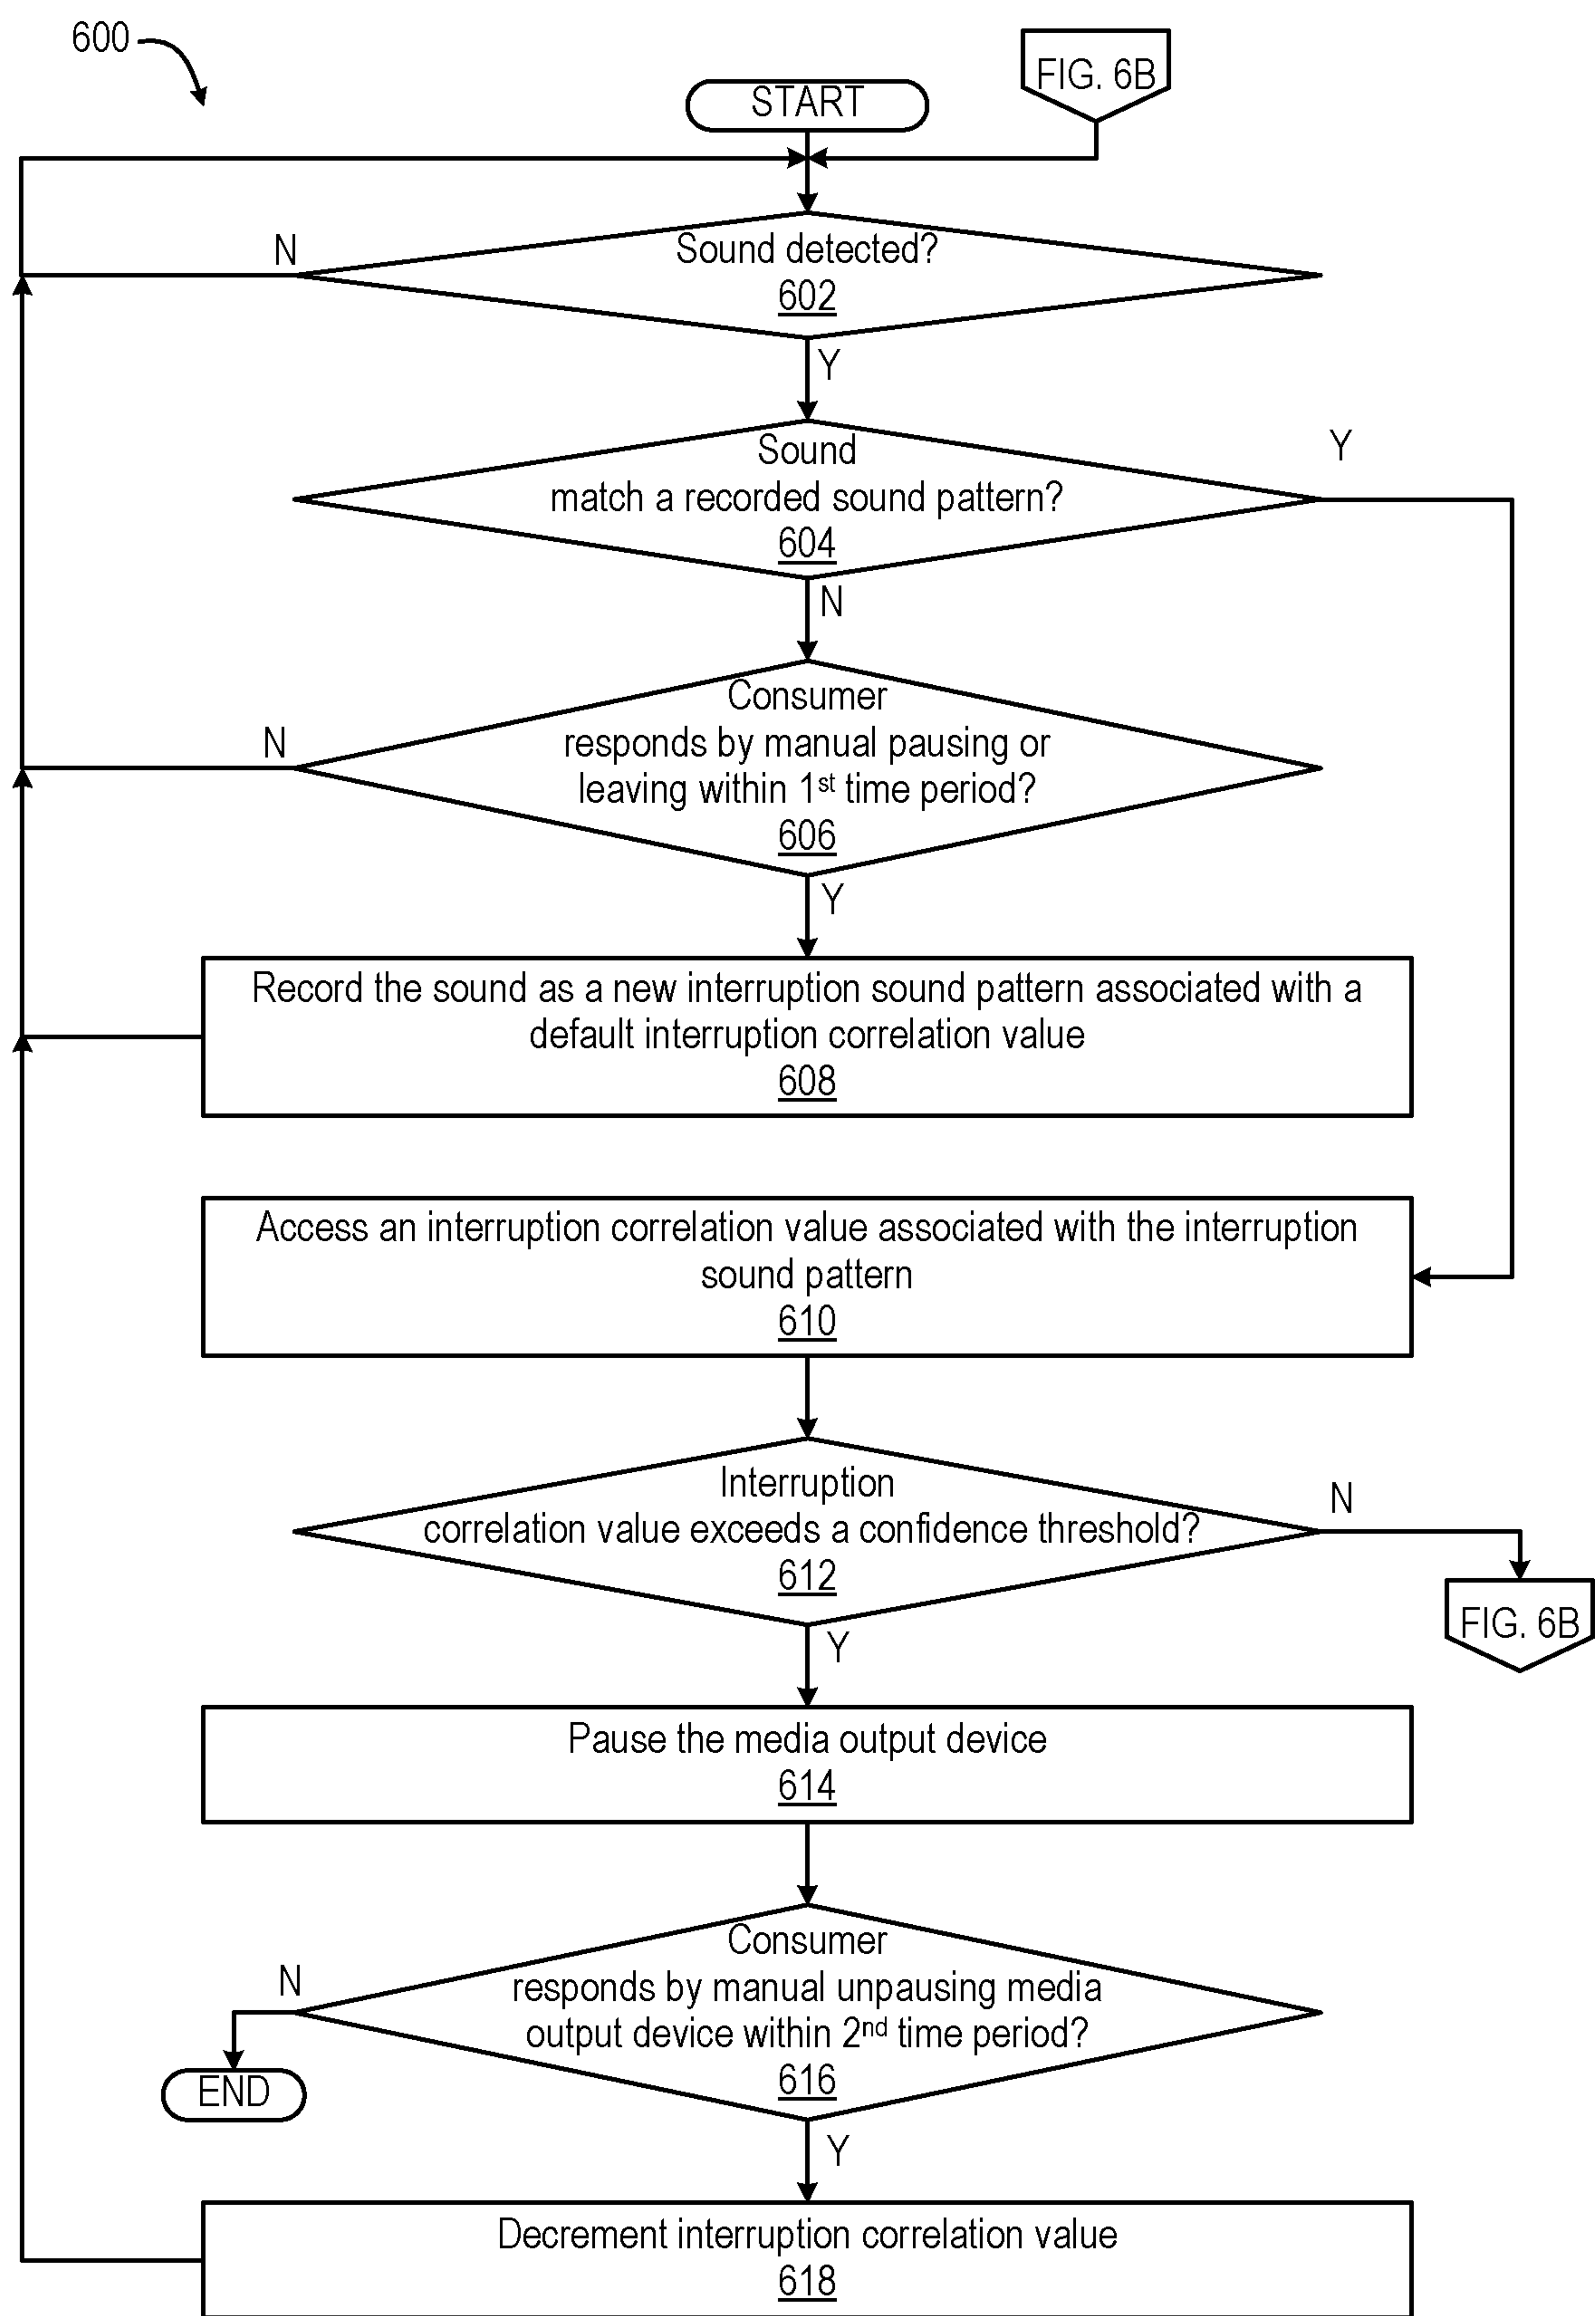 600
START
FIG. 6B
Sound detected?
602
N
Y
Sound
match a recorded sound pattern?
604
Y
N
Consumer
responds by manual pausing or
leaving within 1st time period?
606
N
Y
Record the sound as a new interruption sound pattern associated with a
default interruption correlation value
608
Access an interruption correlation value associated with the interruption
sound pattern
610
Interruption
correlation value exceeds a confidence threshold?
612
N
FIG. 6B
Y
Pause the media output device
614
Consumer
responds by manual unpausing media
output device within 2nd time period?
616
N
END
Y
Decrement interruption correlation value
618